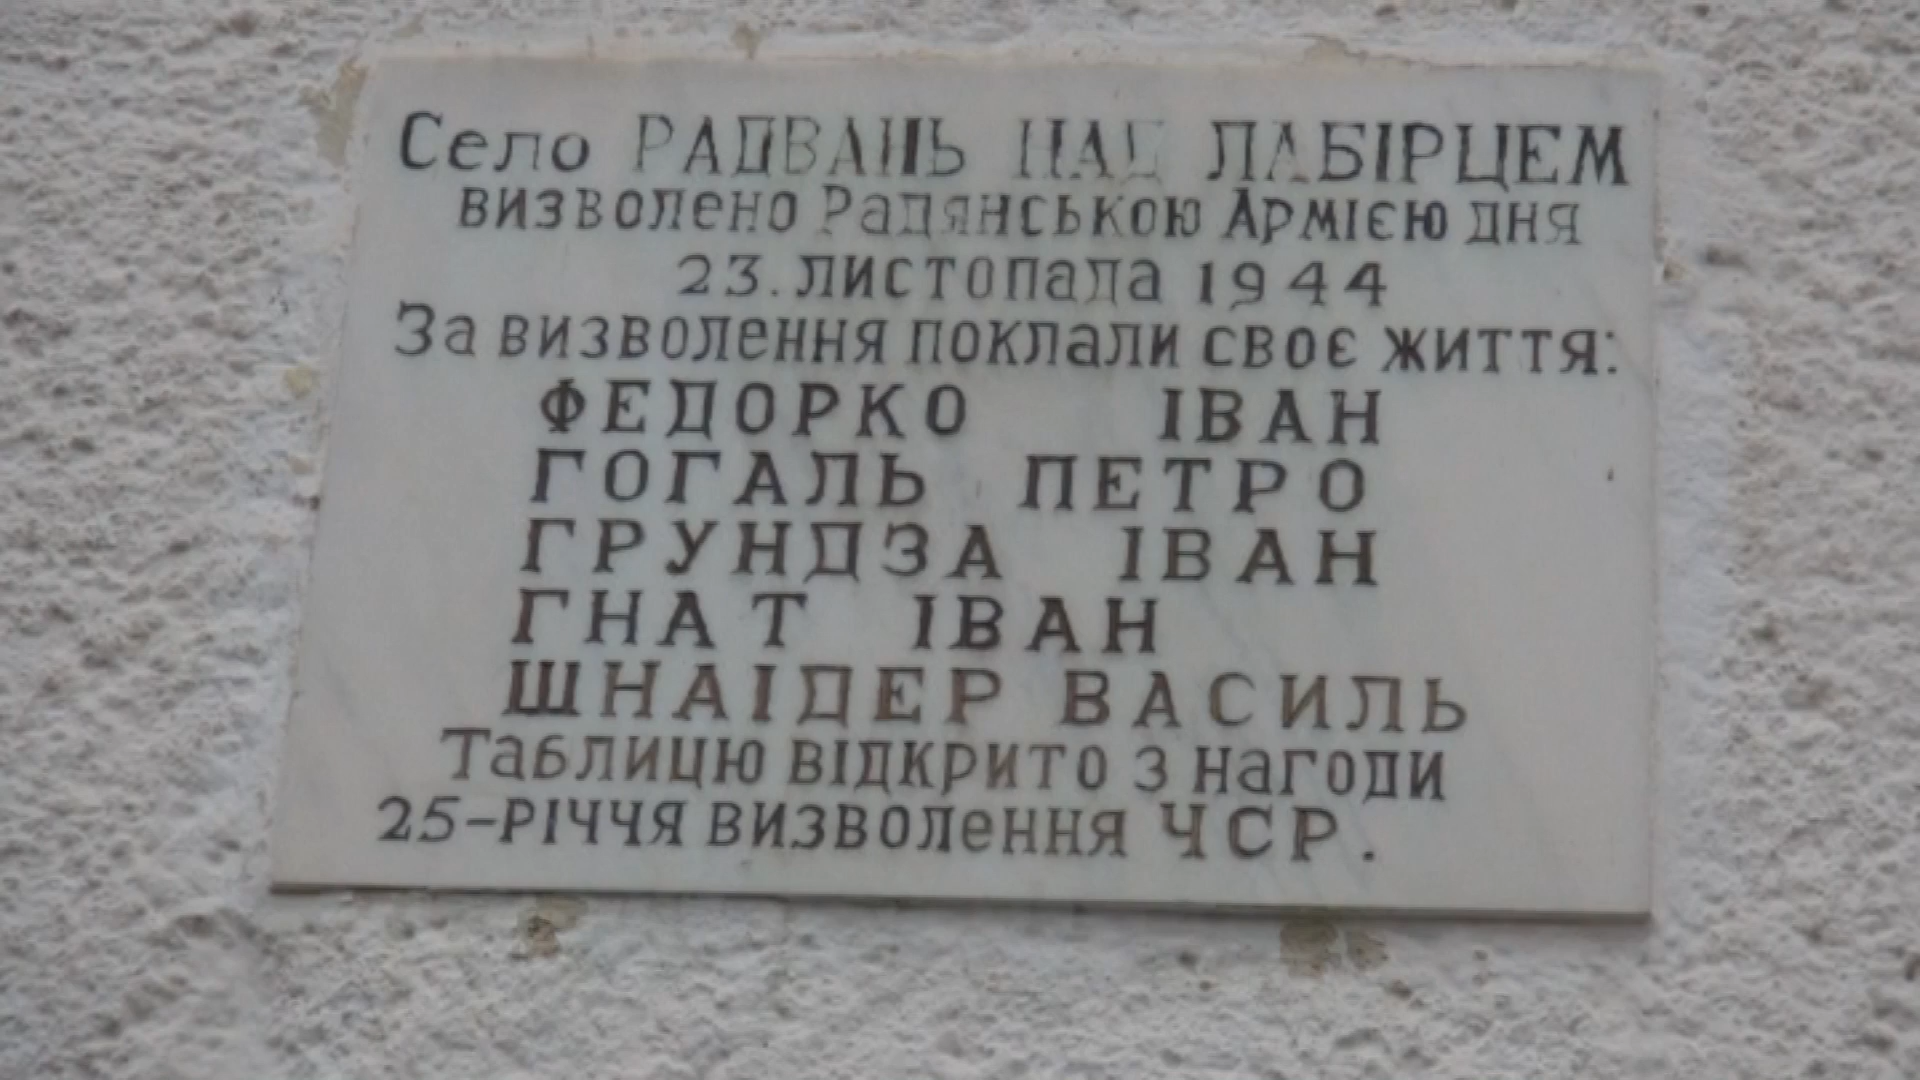 Село РАДВАНЬ НАД ЛАБІРЦЕМ
визволено Радянською Армією дня
23. листопада 1944
За визволення поклали своє життя:
ФЕДОРКО ІВАН
ГОГАЛЬ ПЕТРО
ГРУНДЗА ІВАН
ГНАТ ІВАН
ШНАІДЕР ВАСИЛЬ
Таблицю відкрито з нагоди
25-річчя визволення ЧСР.